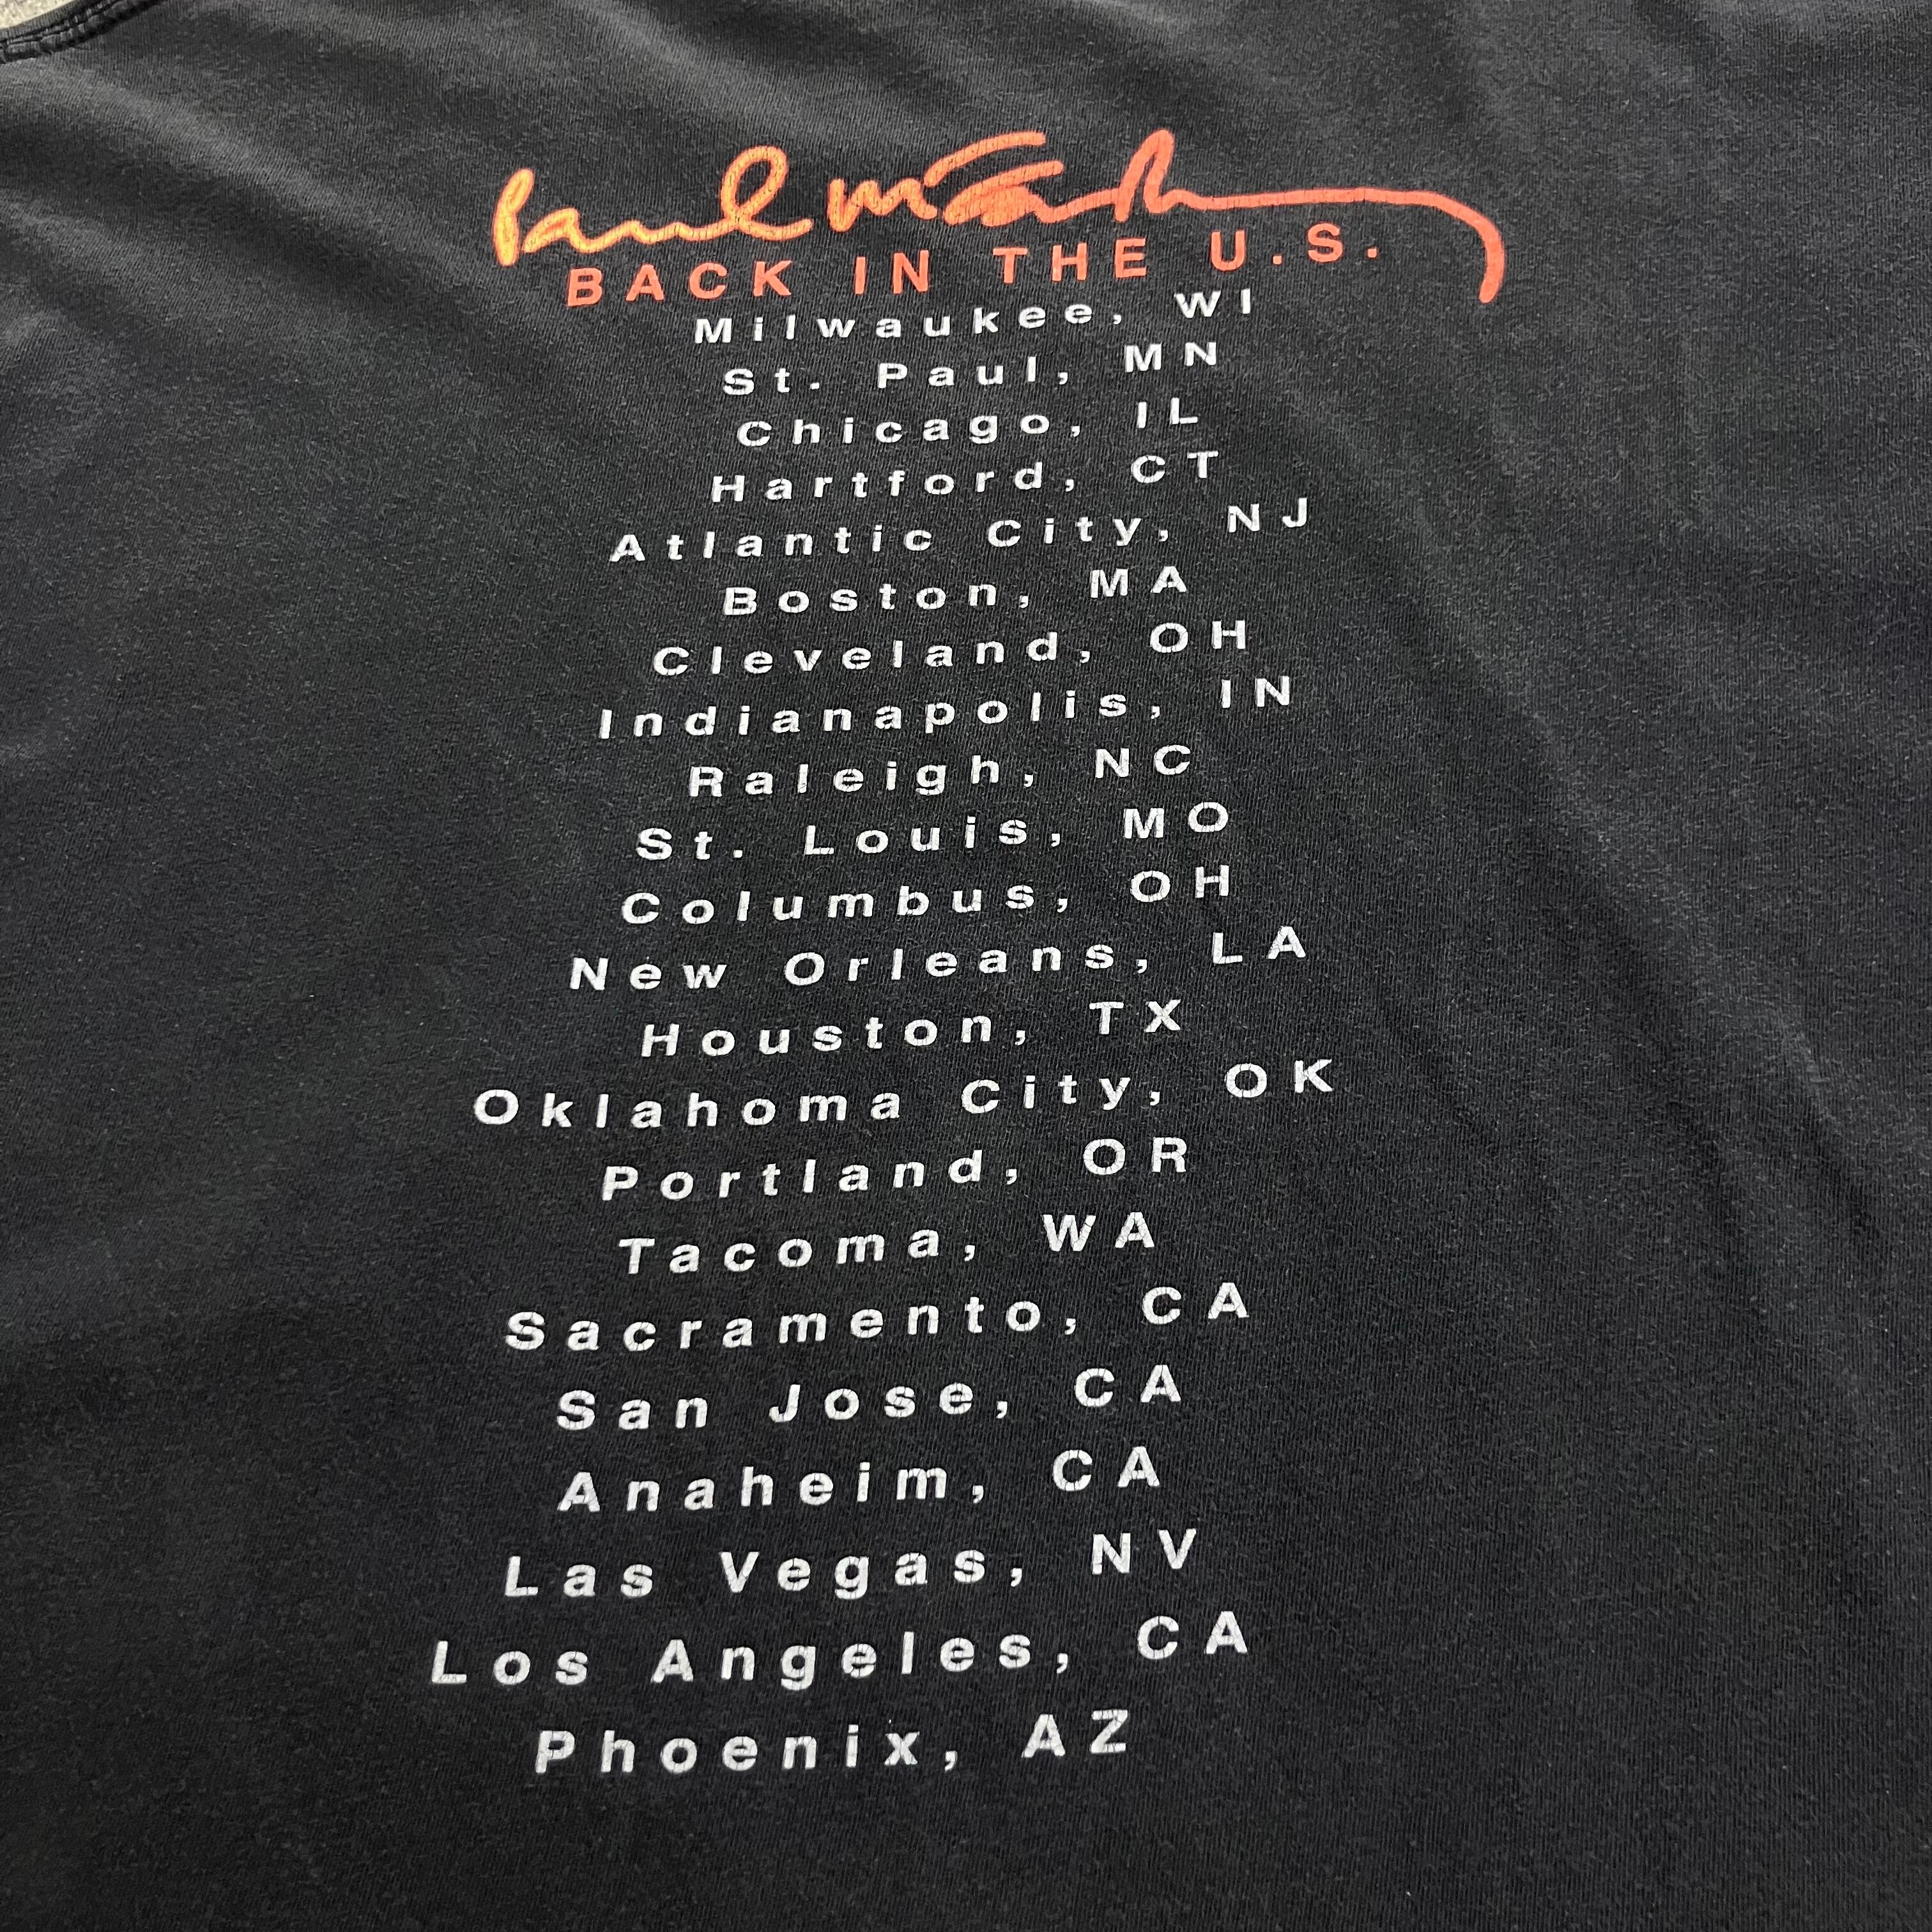 Paul McCartney
BACK IN THE U.S.
Milwaukee, WI
St. Paul, MN
Chicago, IL
Hartford, CT
Atlantic City, NJ
Boston, MA
Cleveland, OH
Indianapolis, IN
Raleigh, NC
St. Louis, MO
Columbus, OH
New Orleans, LA
Houston, TX
Oklahoma City, OK
Portland, OR
Tacoma, WA
Sacramento, CA
San Jose, CA
Anaheim, CA
Las Vegas, NV
Los Angeles, CA
Phoenix, AZ